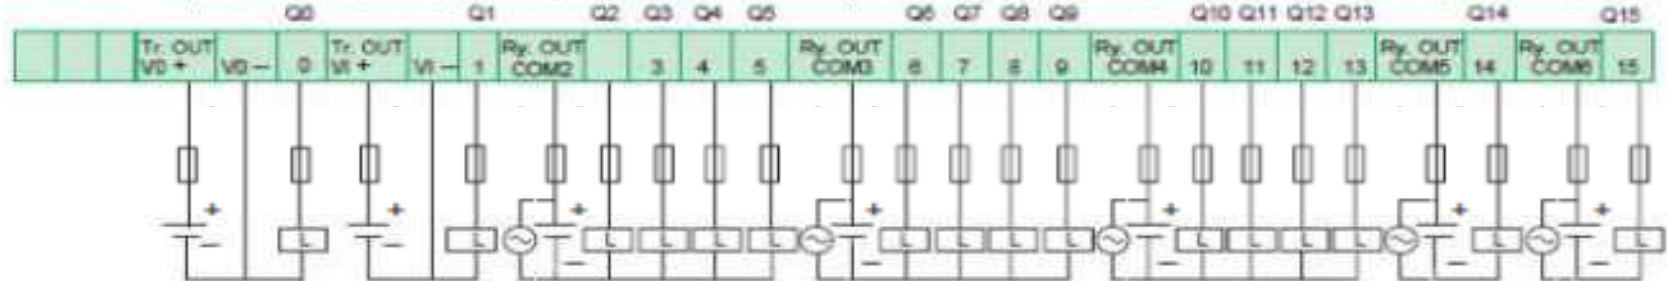 Q0 Q1 Q2 Q3 Q4 Q5 Q6 Q7 Q8 Q9 Q10 Q11 Q12 Q13 Q14 Q15
Tr. OUT Tr. OUT Ry. OUT Ry. OUT Ry. OUT Ry. OUT Ry. OUT
V0 + V0 - 0 V1 + V1 - 1 COM2 3 4 5 COM3 6 7 8 9 COM4 10 11 12 13 COM5 14 COM6 15
+ + + + + + +
L L L L L L L L L L L L L L L L
- - - - - - -